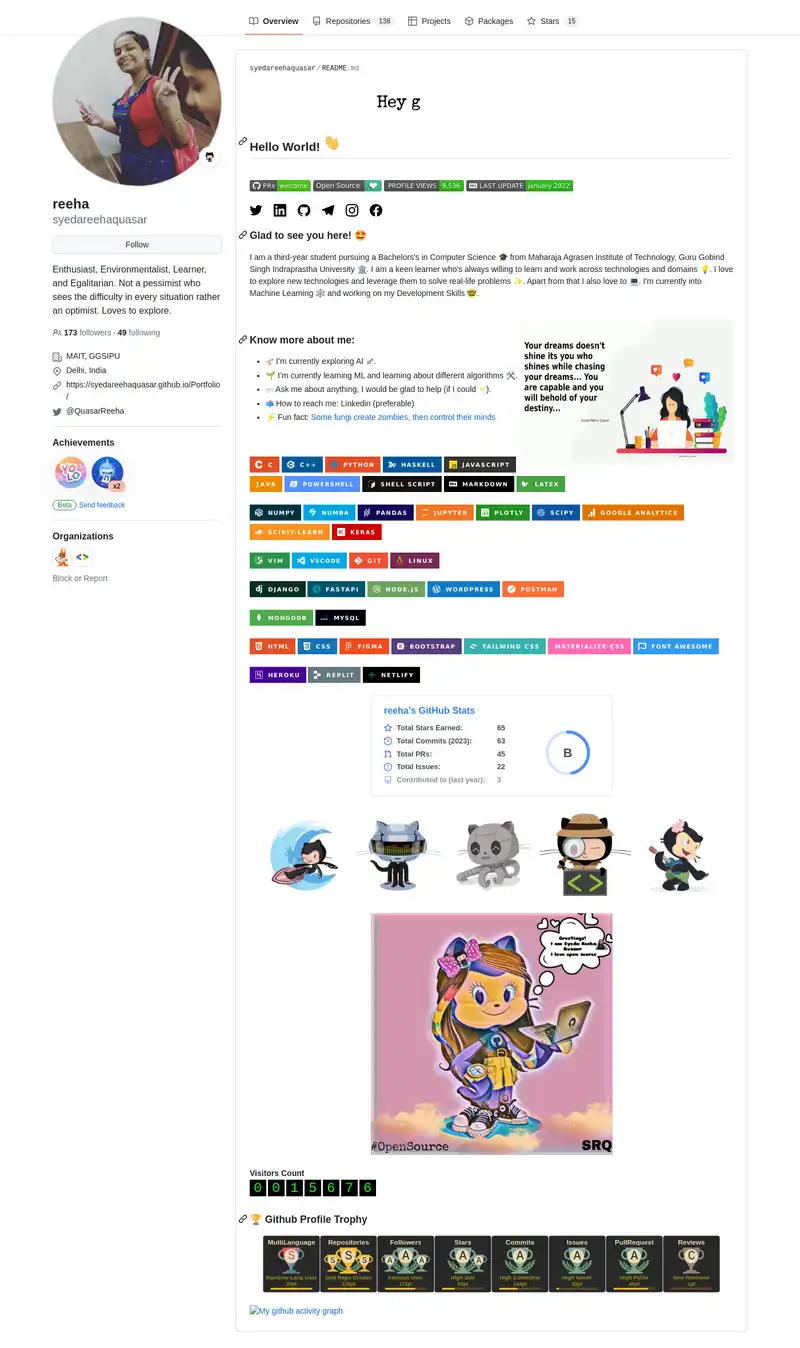 Overview
Repositories 138
Projects
Packages
Stars 15
reeha
syedareehaquasar
Follow
Enthusiast, Environmentalist, Learner,
and Egalitarian. Not a pessimist who
sees the difficulty in every situation rather
an optimist. Loves to explore.
173 followers · 49 following
MAIT, GGSIPU
Delhi, India
https://syedareehaquasar.github.io/Portfolio
/
@QuasarReeha
Achievements
YOLO
x2
Beta Send feedback
Organizations
Block or Report
syedareehaquasar/README.md
Hey g
Hello World! 👋
PRs welcome
Open Source
PROFILE VIEWS 9,536
LAST UPDATE january 2022
Glad to see you here! 🤩
I am a third-year student pursuing a Bachelors's in Computer Science 🎓 from Maharaja Agrasen Institute of Technology, Guru Gobind
Singh Indraprastha University 🏛. I am a keen learner who's always willing to learn and work across technologies and domains 💡. I love
to explore new technologies and leverage them to solve real-life problems ✨. Apart from that I also love to 💻. I'm currently into
Machine Learning 🕸 and working on my Development Skills 🤓.
Know more about me:
I'm currently exploring AI 🚀.
🌱 I'm currently learning ML and learning about different algorithms 🛠.
Ask me about anything, I would be glad to help (if I could ).
📫 How to reach me: Linkedin (preferable)
⚡ Fun fact: Some fungi create zombies, then control their minds
Your dreams doesn't
shine its you who
shines while chasing
your dreams... You
are capable and you
will behold of your
destiny...
C C++ PYTHON HASKELL JAVASCRIPT
JAVA POWERSHELL SHELL SCRIPT MARKDOWN LATEX
NUMPY NUMBA PANDAS JUPYTER PLOTLY SCIPY GOOGLE ANALYTICS
SCIKIT-LEARN KERAS
VIM VSCODE GIT LINUX
DJANGO FASTAPI NODE.JS WORDPRESS POSTMAN
MONGODB MYSQL
HTML CSS FIGMA BOOTSTRAP TAILWIND CSS MATERIALIZE-CSS FONT AWESOME
HEROKU REPLIT NETLIFY
reeha's GitHub Stats
Total Stars Earned: 65
Total Commits (2023): 63
Total PRs: 45
Total Issues: 22
Contributed to (last year): 3
B
Greetings!
I am Syeda Reeha
Quasar
I love open source
#OpenSource
SRQ
Visitors Count
0015676
🏆 Github Profile Trophy
MultiLanguage Repositories Followers Stars Commits Issues PullRequest Reviews
S SSS AAA AAA A A A C
Rainbow Lang User God Repo Creator Famous User High Star High Committer High Issuer High Puller New Reviewer
My github activity graph